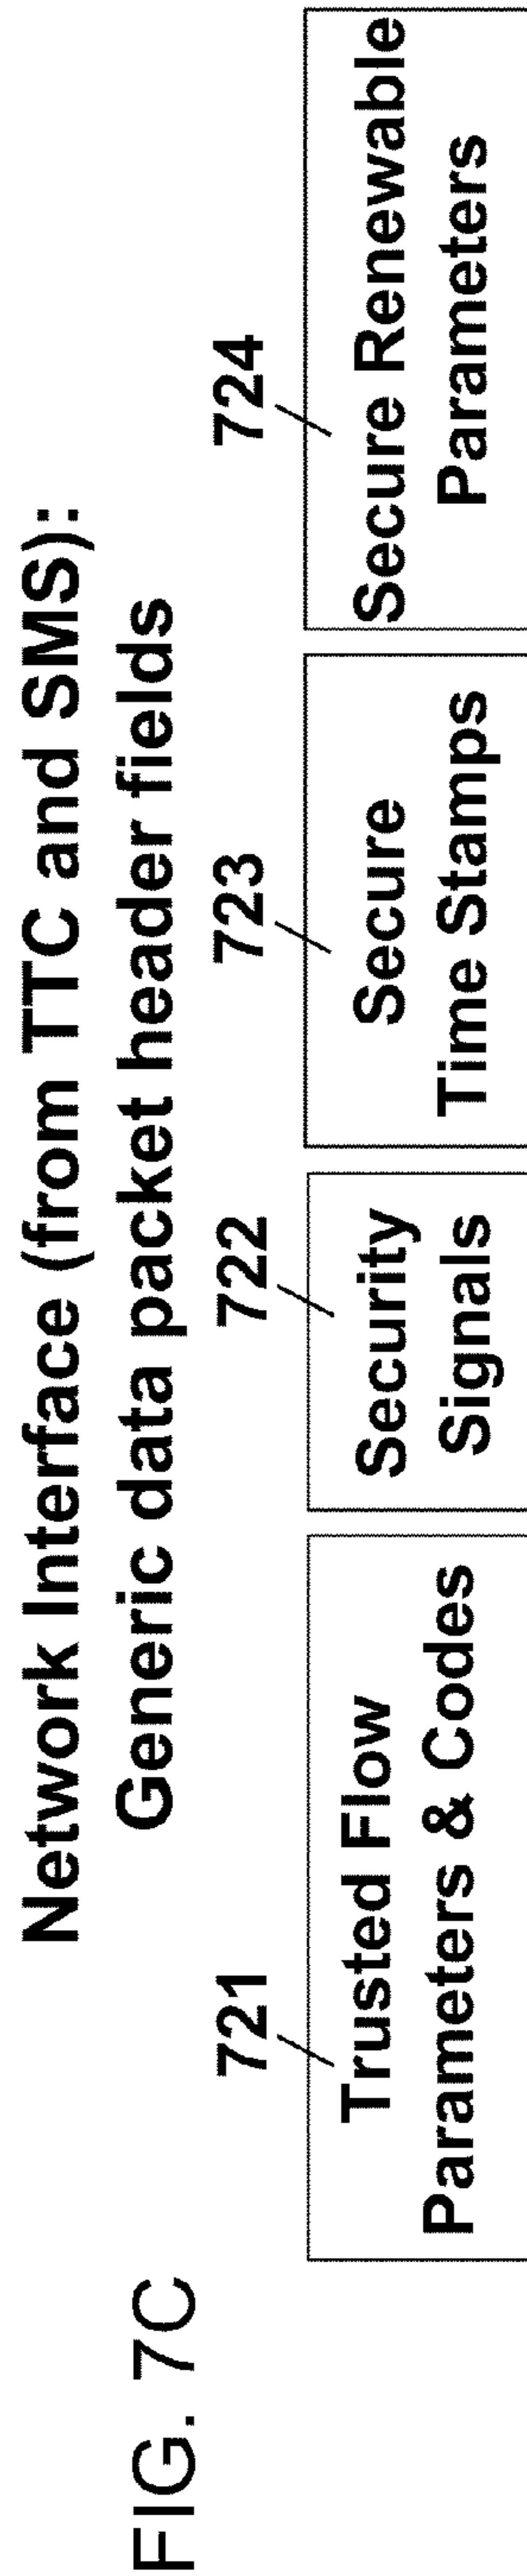 FIG. 7C
Network Interface (from TTC and SMS):
Generic data packet header fields
721
Trusted Flow
Parameters & Codes
722
Security
Signals
723
Secure
Time Stamps
724
Secure Renewable
Parameters